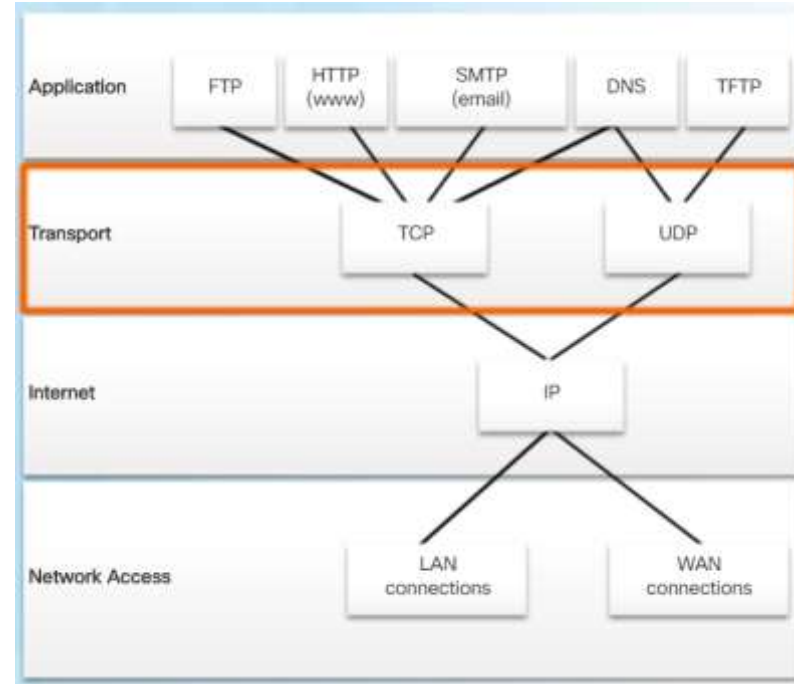 Application
FTP
HTTP
(www)
SMTP
(email)
DNS
TFTP
Transport
TCP
UDP
Internet
IP
Network Access
LAN
connections
WAN
connections